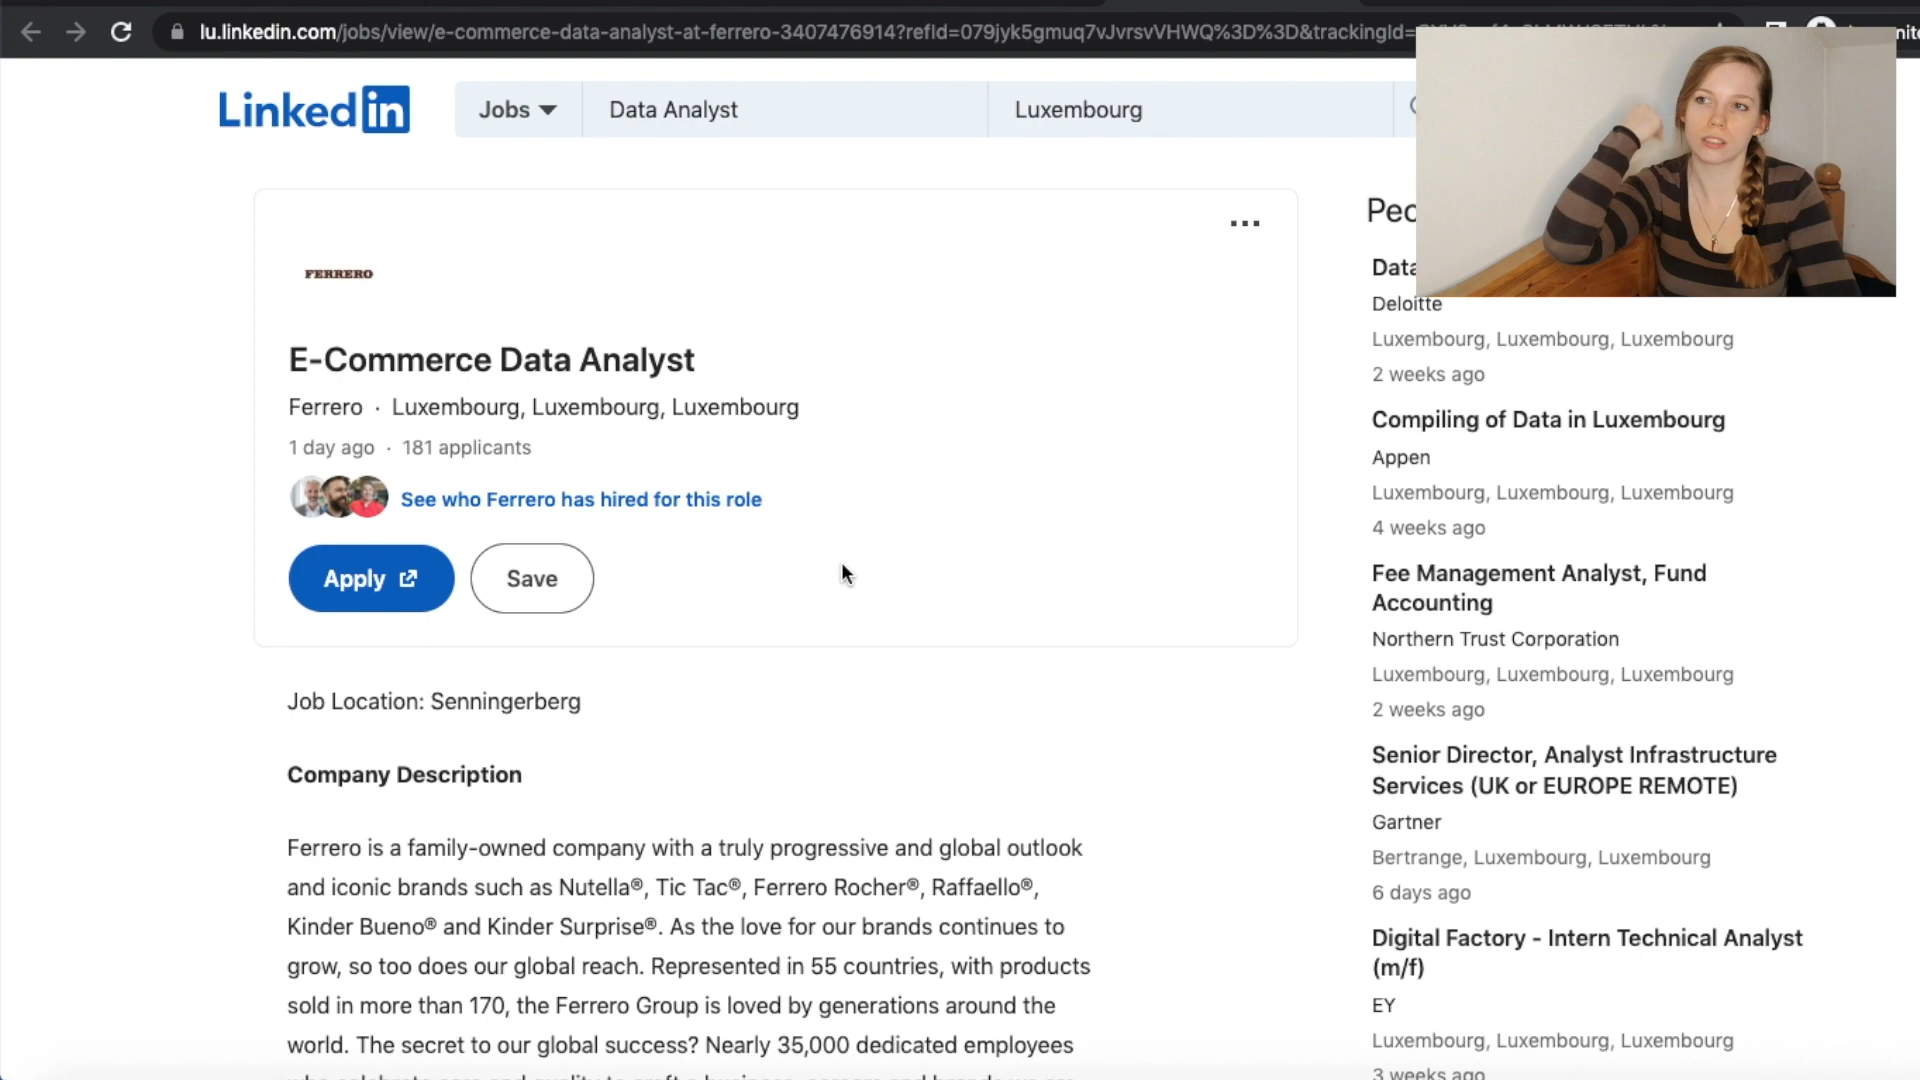 lu.linkedin.com/jobs/view/e-commerce-data-analyst-at-ferrero-3407476914?refId=079jyk5gmuq7vJvrsvVHWQ%3D%3D&trackingId=
Linked in
Jobs
Data Analyst
Luxembourg
FERRERO
E-Commerce Data Analyst
Ferrero · Luxembourg, Luxembourg, Luxembourg
1 day ago · 181 applicants
See who Ferrero has hired for this role
Apply
Save
Job Location: Senningerberg
Company Description
Ferrero is a family-owned company with a truly progressive and global outlook
and iconic brands such as Nutella®, Tic Tac®, Ferrero Rocher®, Raffaello®,
Kinder Bueno® and Kinder Surprise®. As the love for our brands continues to
grow, so too does our global reach. Represented in 55 countries, with products
sold in more than 170, the Ferrero Group is loved by generations around the
world. The secret to our global success? Nearly 35,000 dedicated employees
Data
Deloitte
Luxembourg, Luxembourg, Luxembourg
2 weeks ago
Compiling of Data in Luxembourg
Appen
Luxembourg, Luxembourg, Luxembourg
4 weeks ago
Fee Management Analyst, Fund
Accounting
Northern Trust Corporation
Luxembourg, Luxembourg, Luxembourg
2 weeks ago
Senior Director, Analyst Infrastructure
Services (UK or EUROPE REMOTE)
Gartner
Bertrange, Luxembourg, Luxembourg
6 days ago
Digital Factory - Intern Technical Analyst
(m/f)
EY
Luxembourg, Luxembourg, Luxembourg
3 weeks ago